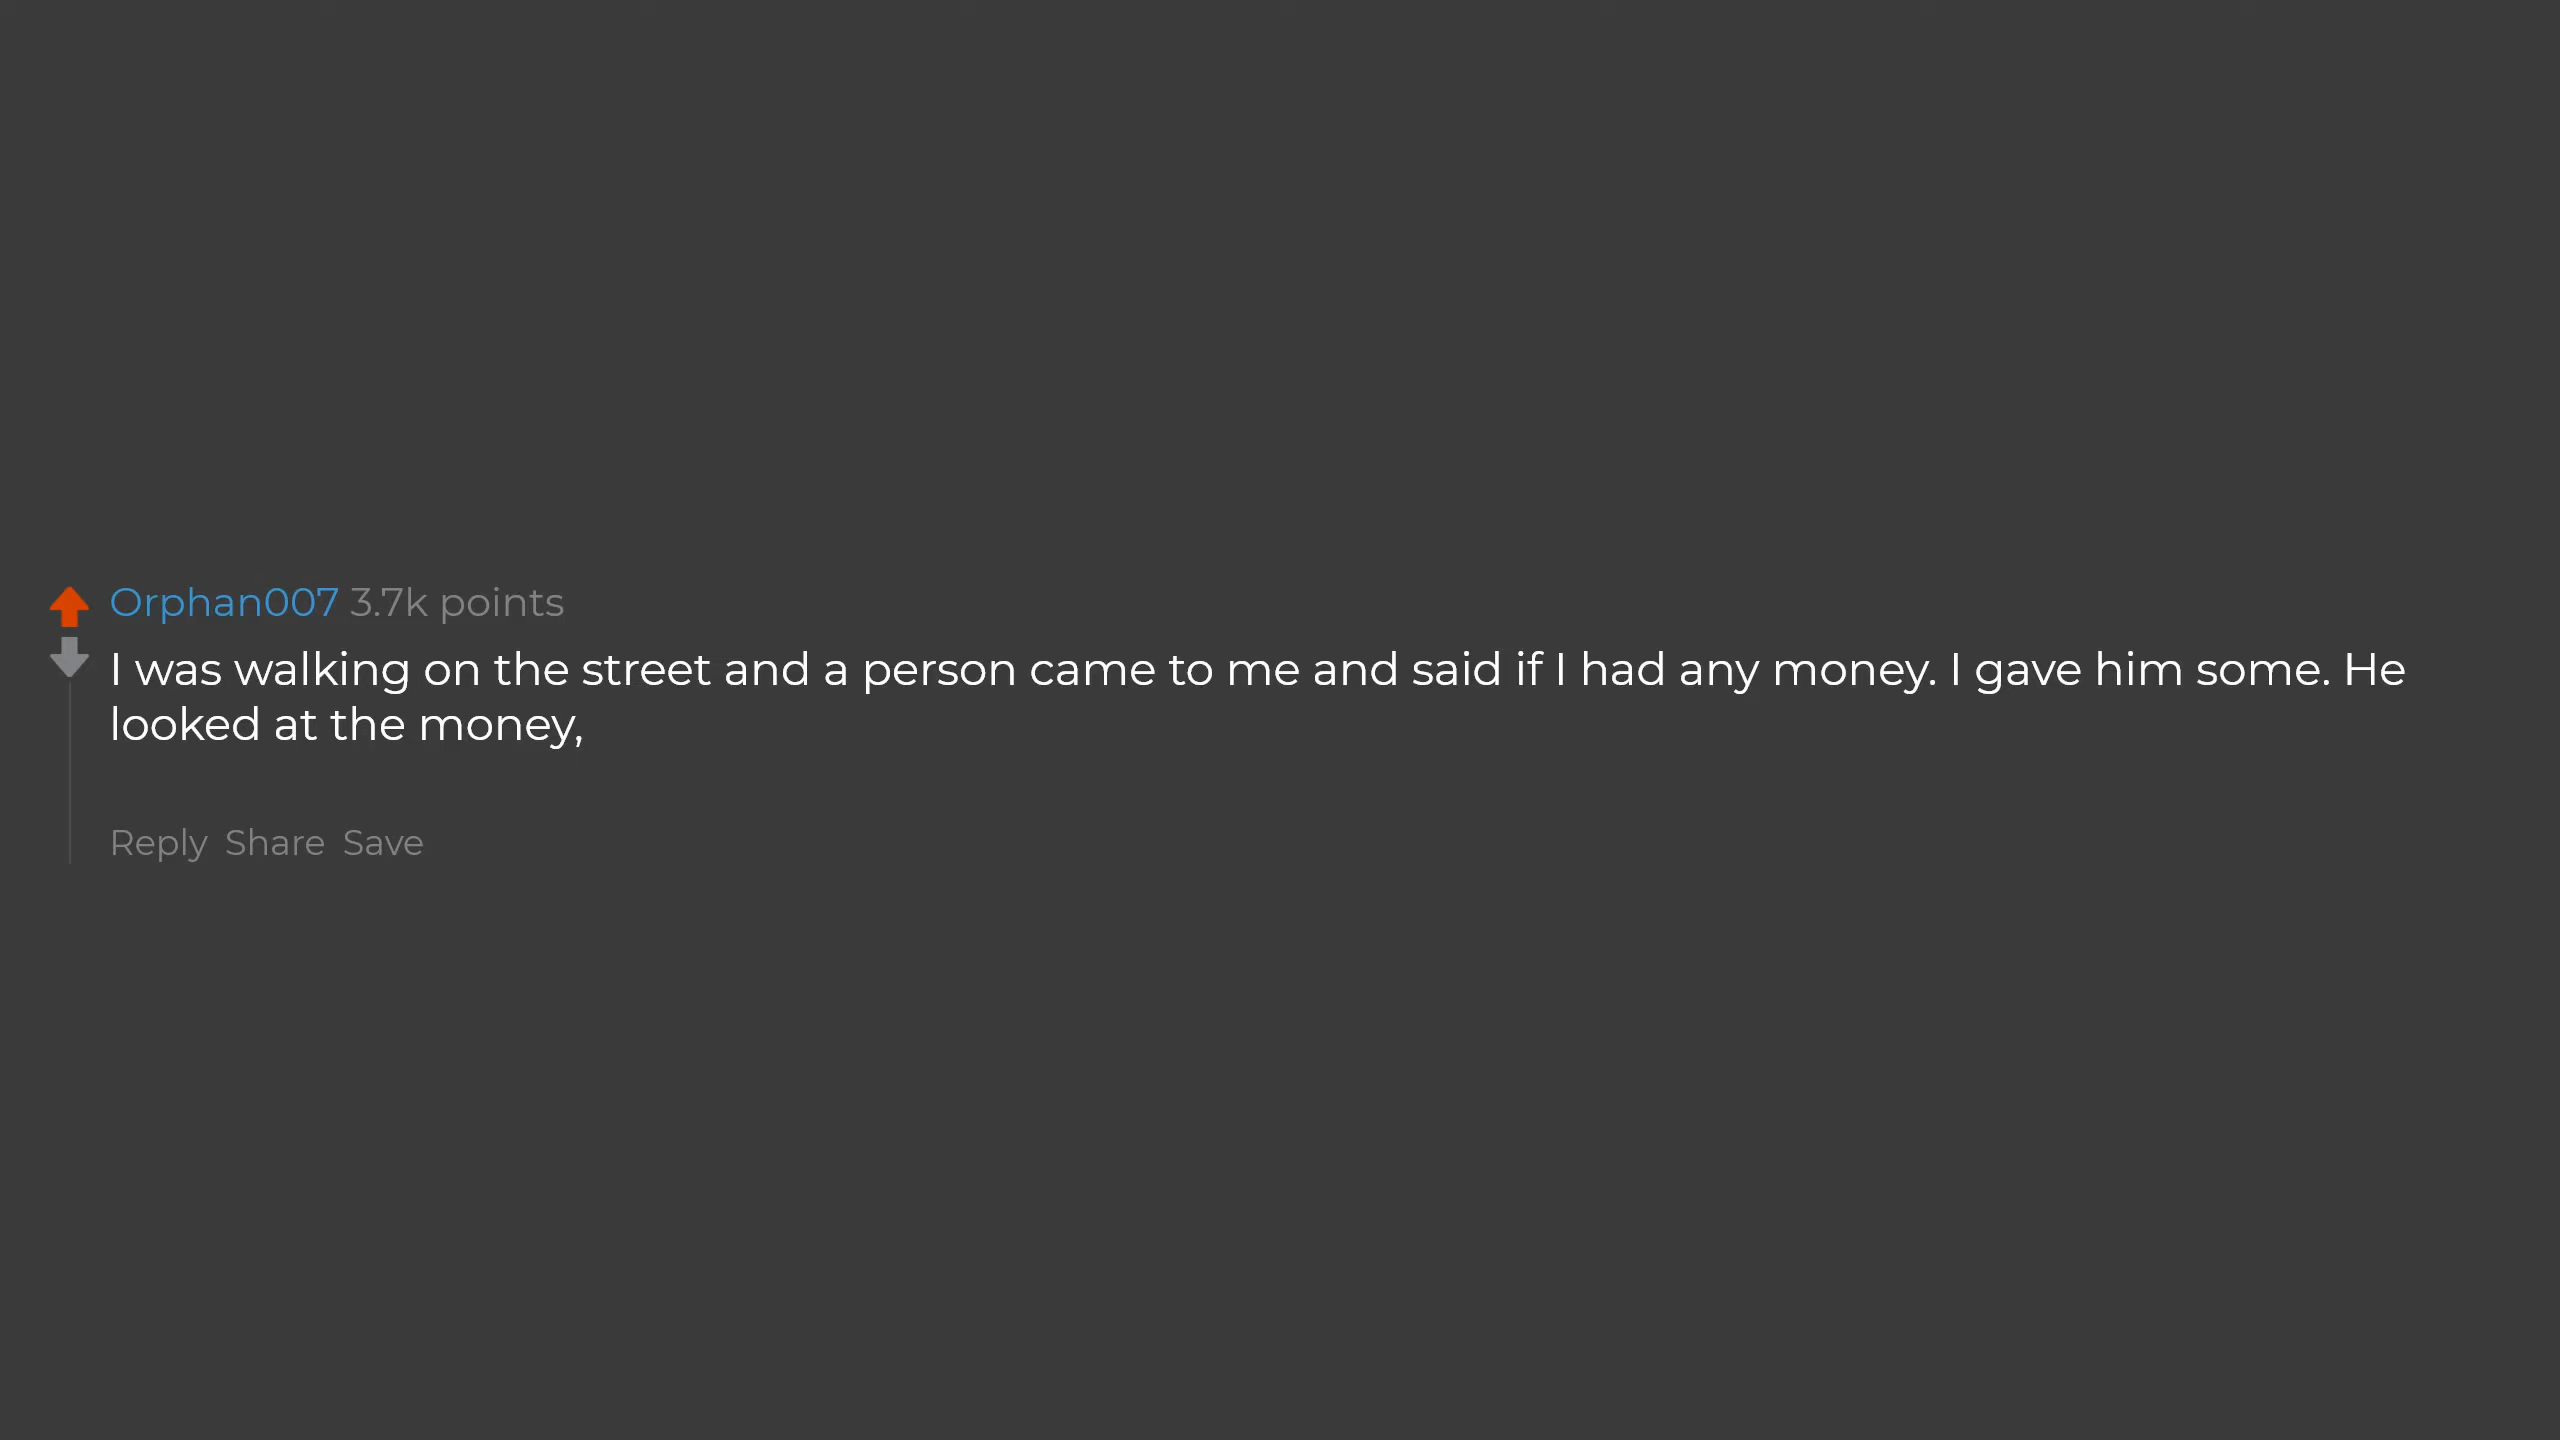 Orphan007 3.7k points
I was walking on the street and a person came to me and said if I had any money. I gave him some. He
looked at the money,
Reply Share Save